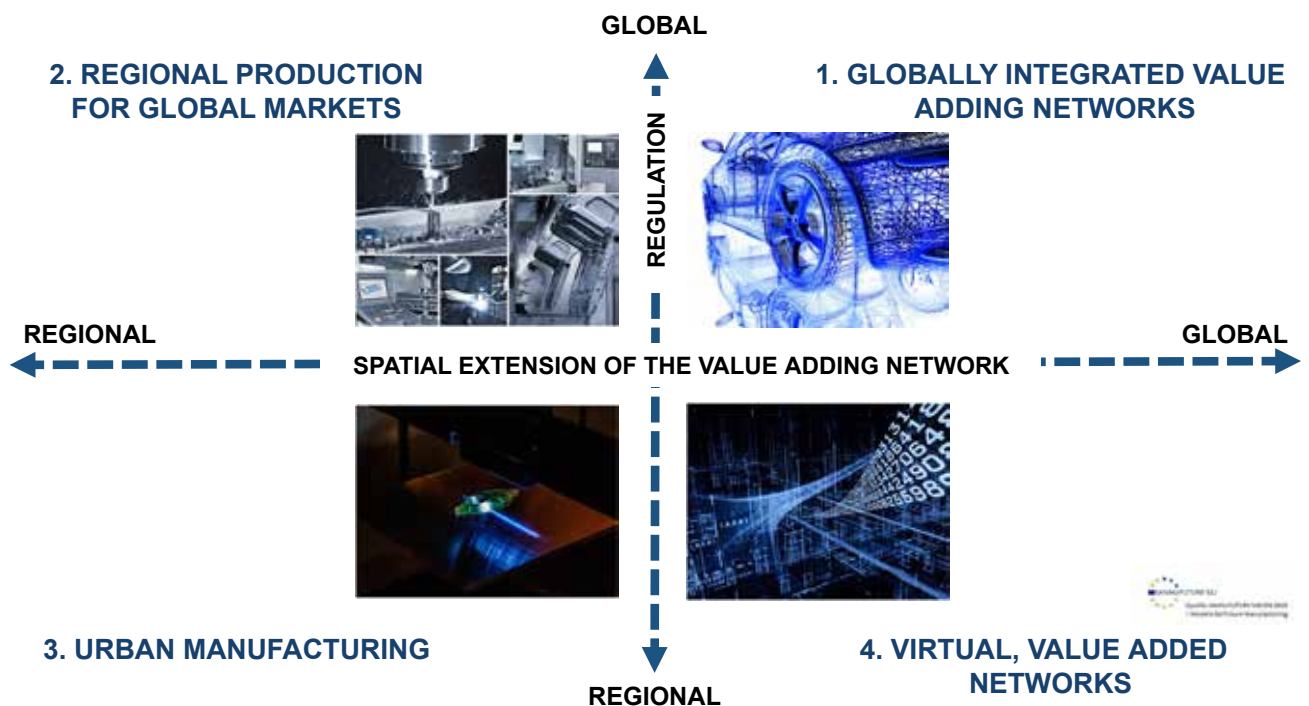 GLOBAL
2. REGIONAL PRODUCTION
FOR GLOBAL MARKETS
1. GLOBALLY INTEGRATED VALUE
ADDING NETWORKS
REGULATION
REGIONAL
GLOBAL
SPATIAL EXTENSION OF THE VALUE ADDING NETWORK
3. URBAN MANUFACTURING
4. VIRTUAL, VALUE ADDED
NETWORKS
REGIONAL